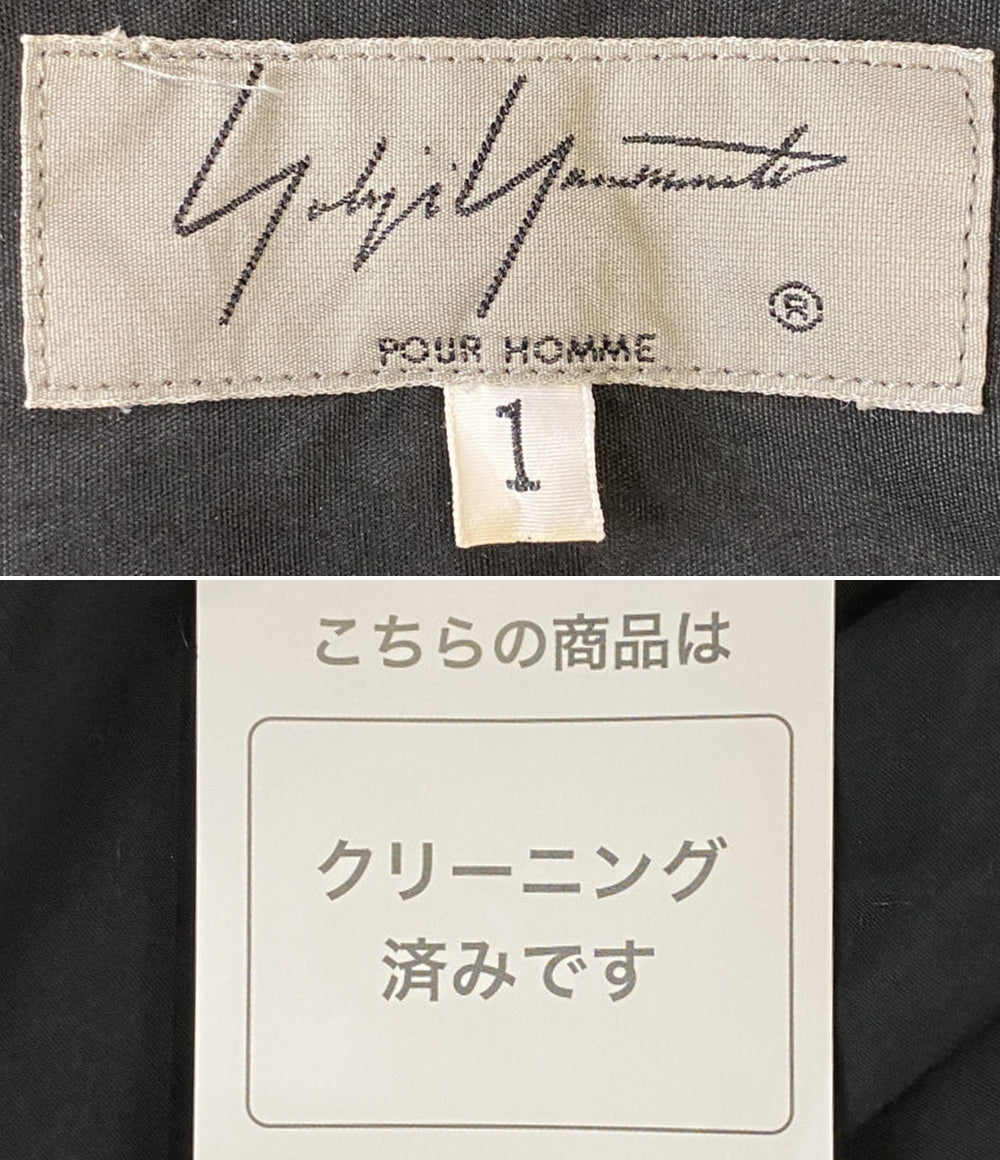 Yohji Yamamoto
®
POUR HOMME
1
こちらの商品は
クリーニング
済みです